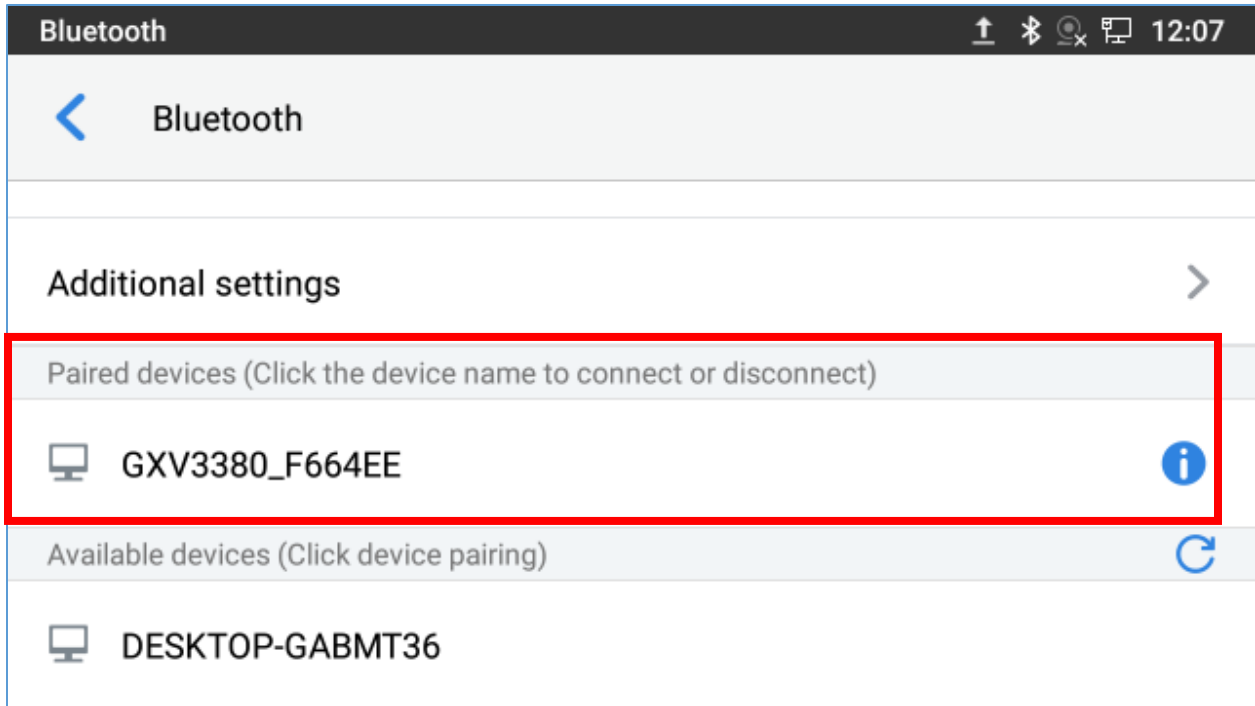 Bluetooth 12:07
Bluetooth
Additional settings
Paired devices (Click the device name to connect or disconnect)
GXV3380_F664EE
Available devices (Click device pairing)
DESKTOP-GABMT36